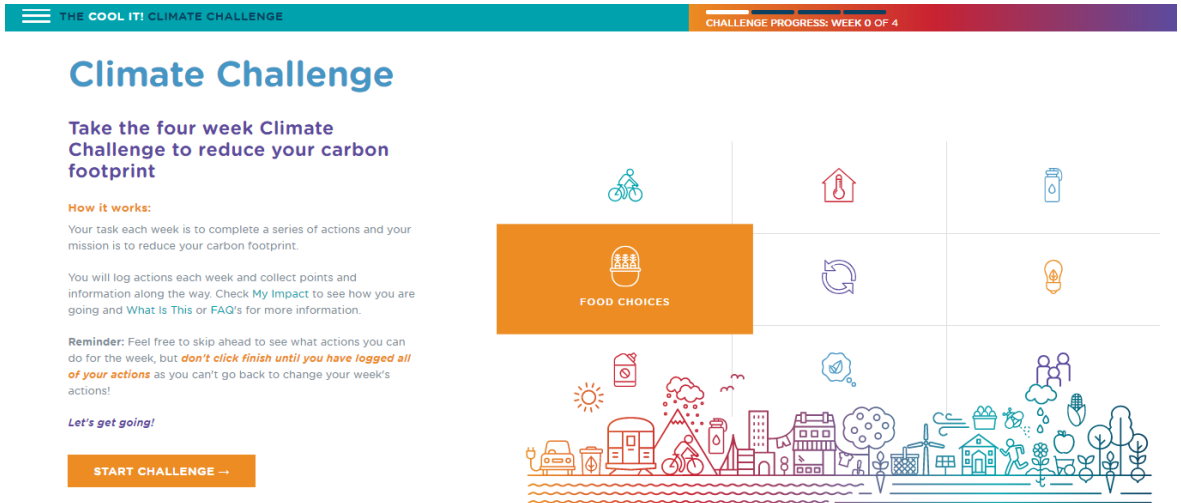 THE COOL IT! CLIMATE CHALLENGE
CHALLENGE PROGRESS: WEEK 0 OF 4
Climate Challenge
Take the four week Climate
Challenge to reduce your carbon
footprint
How it works:
Your task each week is to complete a series of actions and your
mission is to reduce your carbon footprint.
You will log actions each week and collect points and
information along the way. Check My Impact to see how you are
going and What Is This or FAQ's for more information.
Reminder: Feel free to skip ahead to see what actions you can
do for the week, but don't click finish until you have logged all
of your actions as you can't go back to change your week's
actions!
Let's get going!
START CHALLENGE →
FOOD CHOICES